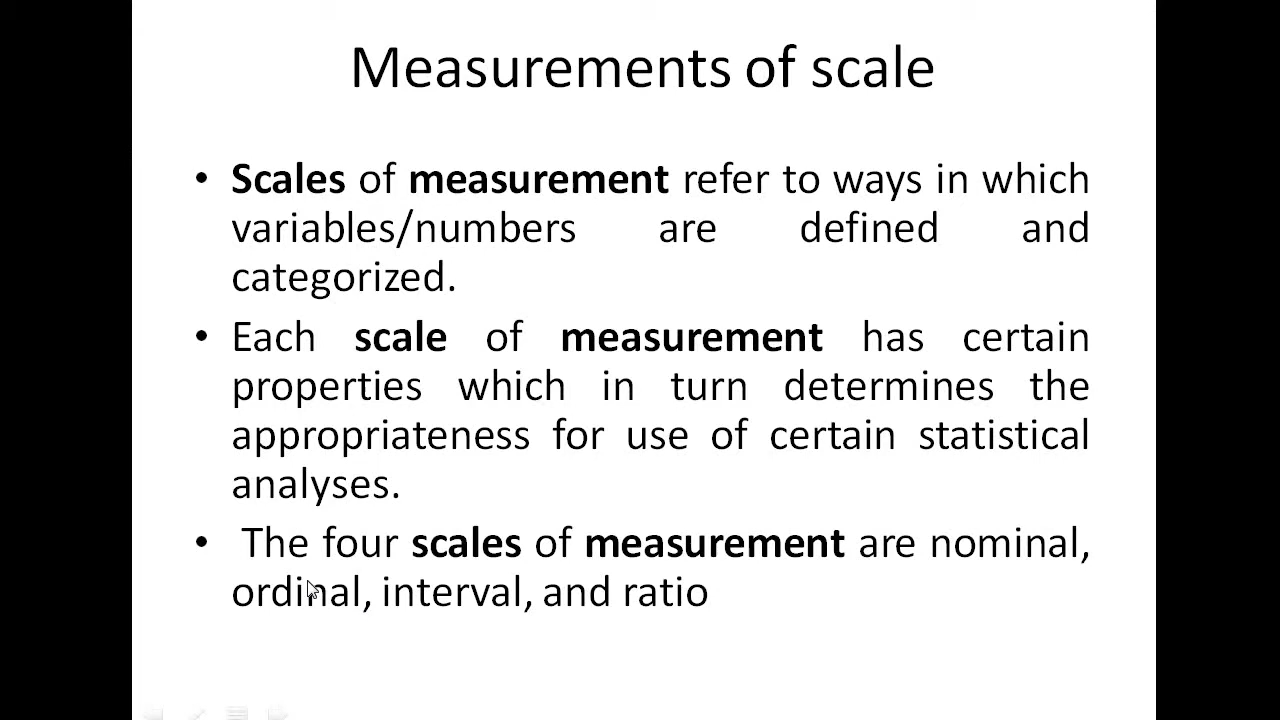 Measurements of scale
• Scales of measurement refer to ways in which
variables/numbers are defined and
categorized.
• Each scale of measurement has certain
properties which in turn determines the
appropriateness for use of certain statistical
analyses.
• The four scales of measurement are nominal,
ordinal, interval, and ratio